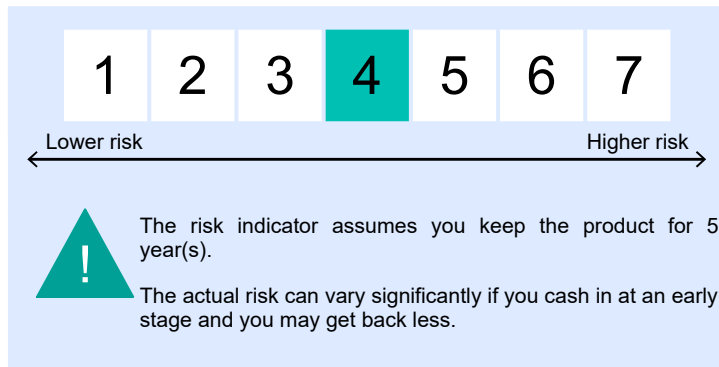 1 2 3 4 5 6 7
Lower risk Higher risk
!
The risk indicator assumes you keep the product for 5
year(s).
The actual risk can vary significantly if you cash in at an early
stage and you may get back less.